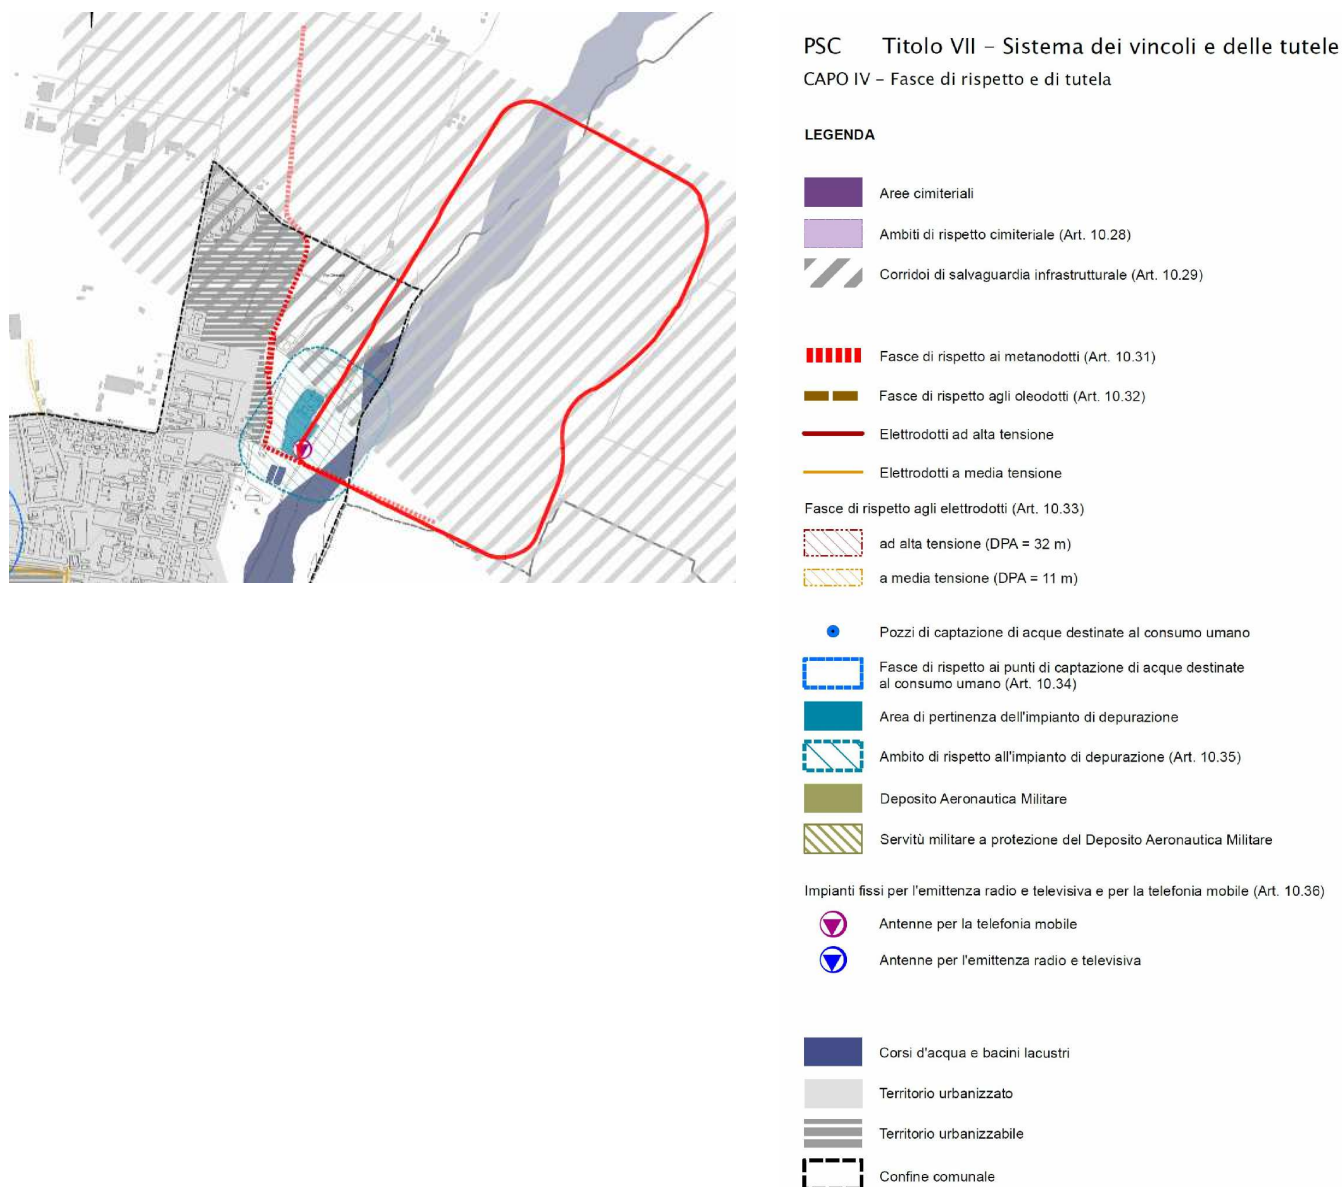 PSC Titolo VII – Sistema dei vincoli e delle tutele
CAPO IV – Fasce di rispetto e di tutela
LEGENDA
Aree cimiteriali
Ambiti di rispetto cimiteriale (Art. 10.28)
Corridoi di salvaguardia infrastrutturale (Art. 10.29)
Fasce di rispetto ai metanodotti (Art. 10.31)
Fasce di rispetto agli oleodotti (Art. 10.32)
Elettrodotti ad alta tensione
Elettrodotti a media tensione
Fasce di rispetto agli elettrodotti (Art. 10.33)
ad alta tensione (DPA = 32 m)
a media tensione (DPA = 11 m)
Pozzi di captazione di acque destinate al consumo umano
Fasce di rispetto ai punti di captazione di acque destinate
al consumo umano (Art. 10.34)
Area di pertinenza dell'impianto di depurazione
Ambito di rispetto all'impianto di depurazione (Art. 10.35)
Deposito Aeronautica Militare
Servitù militare a protezione del Deposito Aeronautica Militare
Impianti fissi per l'emittenza radio e televisiva e per la telefonia mobile (Art. 10.36)
Antenne per la telefonia mobile
Antenne per l'emittenza radio e televisiva
Corsi d'acqua e bacini lacustri
Territorio urbanizzato
Territorio urbanizzabile
Confine comunale